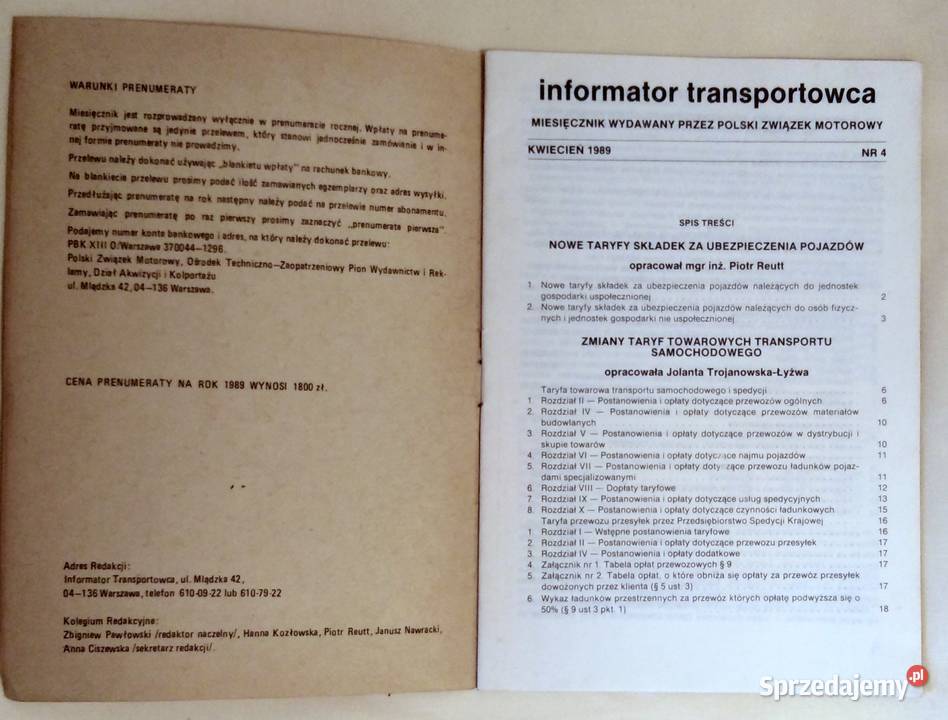 WARUNKI PRENUMERATY
Miesięcznik jest rozprowadzany wyłącznie w prenumeracie rocznej. Wpłaty na prenume-
ratę przyjmowane są jedynie przelewem, który stanowi jednocześnie zamówienie i w in-
nej formie prenumeraty nie prowadzimy.
Przelewu należy dokonać używając „blankietu wpłaty" na rachunek bankowy.
Na blankiecie przelewu prosimy podać ilość zamawianych egzemplarzy oraz adres wysyłki.
Przedłużając prenumeratę na rok następny należy podać na przelewie numer abonamentu.
Zamawiając prenumeratę po raz pierwszy prosimy zaznaczyć „prenumerata pierwsza".
Podajemy numer konta bankowego i adres, na który należy dokonać przelewu:
PBK XIII O/Warszawa 370044—1296.
Polski Związek Motorowy, Ośrodek Techniczno—Zaopatrzeniowy Pion Wydawnictw i Rek-
lamy, Dział Akwizycji i Kolportażu
ul. Mlądzka 42, 04—136 Warszawa.
CENA PRENUMERATY NA ROK 1989 WYNOSI 1800 zł.
Adres Redakcji:
Informator Transportowca, ul. Mlądzka 42,
04—136 Warszawa, telefon 610-09-22 lub 610-79-22
Kolegium Redakcyjne:
Zbigniew Pawłowski /redaktor naczelny/, Hanna Kozłowska, Piotr Reutt, Janusz Nawracki,
Anna Ciszewska /sekretarz redakcji/.
informator transportowca
MIESIĘCZNIK WYDAWANY PRZEZ POLSKI ZWIĄZEK MOTOROWY
KWIECIEŃ 1989 NR 4
SPIS TREŚCI
NOWE TARYFY SKŁADEK ZA UBEZPIECZENIA POJAZDÓW
opracował mgr inż. Piotr Reutt
1. Nowe taryfy składek za ubezpieczenia pojazdów należących do jednostek
gospodarki uspołecznionej 2
2. Nowe taryfy składek za ubezpieczenia pojazdów należących do osób fizycz-
nych i jednostek gospodarki nie uspołecznionej 3
ZMIANY TARYF TOWAROWYCH TRANSPORTU
SAMOCHODOWEGO
opracowała Jolanta Trojanowska-Łyżwa
Taryfa towarowa transportu samochodowego i spedycji 6
1. Rozdział II — Postanowienia i opłaty dotyczące przewozów ogólnych 6
2. Rozdział IV — Postanowienia i opłaty dotyczące przewozów materiałów
budowlanych 10
3. Rozdział V — Postanowienia i opłaty dotyczące przewozów w dystrybucji i
skupie towarów 10
4. Rozdział VI — Postanowienia i opłaty dotyczące najmu pojazdów 11
5. Rozdział VII — Postanowienia i opłaty dotyczące przewozu ładunków pojaz-
dami specjalizowanymi 11
6. Rozdział VIII — Dopłaty taryfowe 12
7. Rozdział IX — Postanowienia i opłaty dotyczące usług spedycyjnych 13
8. Rozdział X — Postanowienia i opłaty dotyczące czynności ładunkowych 15
Taryfa przewozu przesyłek przez Przedsiębiorstwo Spedycji Krajowej 16
1. Rozdział I — Wstępne postanowienia taryfowe 16
2. Rozdział II — Postanowienia i opłaty dotyczące przewozu przesyłek 17
3. Rozdział IV — Postanowienia i opłaty dodatkowe 17
4. Załącznik nr 1. Tabela opłat przewozowych § 9 17
5. Załącznik nr 2. Tabela opłat, o które obniża się opłaty za przewóz przesyłek
dowożonych przez klienta (§ 5 ust. 3) 17
6. Wykaz ładunków przestrzennych za przewóz których opłatę podwyższa się o
50% (§ 9 ust 3 pkt. 1) 18
Sprzedajemy.pl